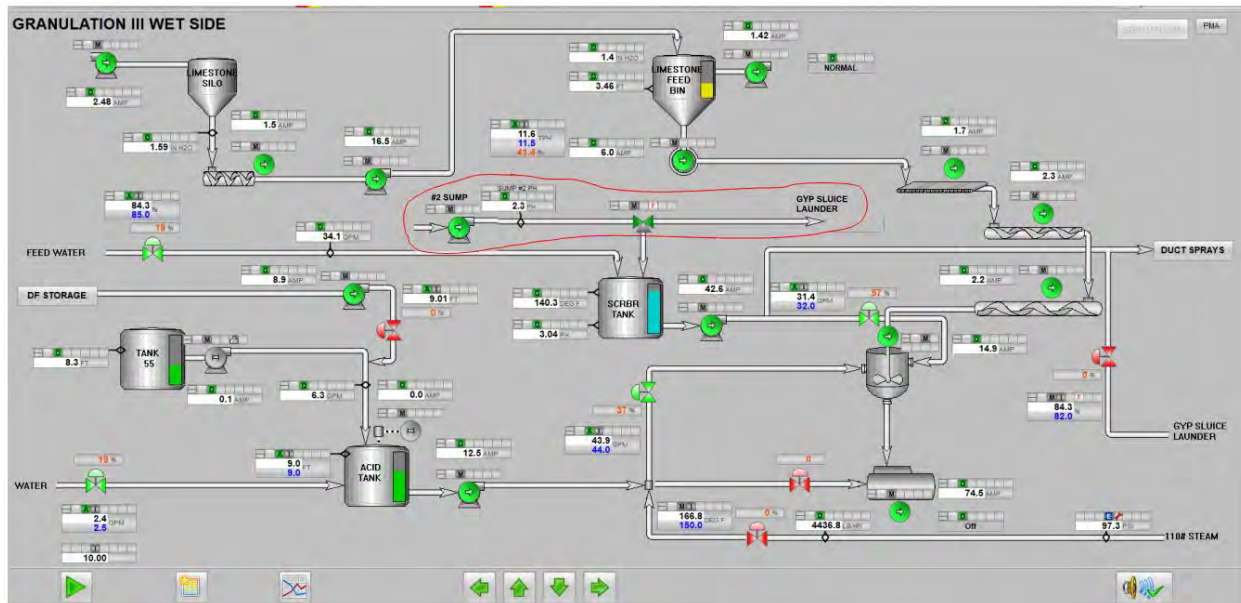 GRANULATION III WET SIDE
PMA
M
2.48 AMP
LIMESTONE
SILO
1.59 IN H2O
1.5 AMP
M
16.5 AMP
M
1.4 IN H2O
3.46 FT
LIMESTONE
FEED
BIN
1.42 AMP
M
NORMAL
11.6 TPH
11.5
41.4 %
6.0 AMP
M
1.7 AMP
M
2.3 AMP
M
#2 SUMP
SUMP #2 PH
2.3 PH
M
GYP SLUICE
LAUNDER
84.3 %
85.0
19 %
34.1 GPM
FEED WATER
DUCT SPRAYS
DF STORAGE
8.9 AMP
M
9.01 FT
0 %
140.3 DEG F
3.04 PH
SCRBR
TANK
42.6 AMP
M
31.4 GPM
32.0
57 %
2.2 AMP
M
M
14.9 AMP
8.3 FT
TANK
55
0.1 AMP
6.3 GPM
0.0 AMP
M
37 %
43.9 GPM
44.0
0 %
84.3 %
82.0
GYP SLUICE
LAUNDER
9.0 FT
9.0
ACID
TANK
12.5 AMP
M
19 %
WATER
2.4 GPM
2.5
10.00
0
M
74.5 AMP
166.8 DEG F
150.0
0 %
4436.8 LB/HR
Off
97.3 PSI
110# STEAM